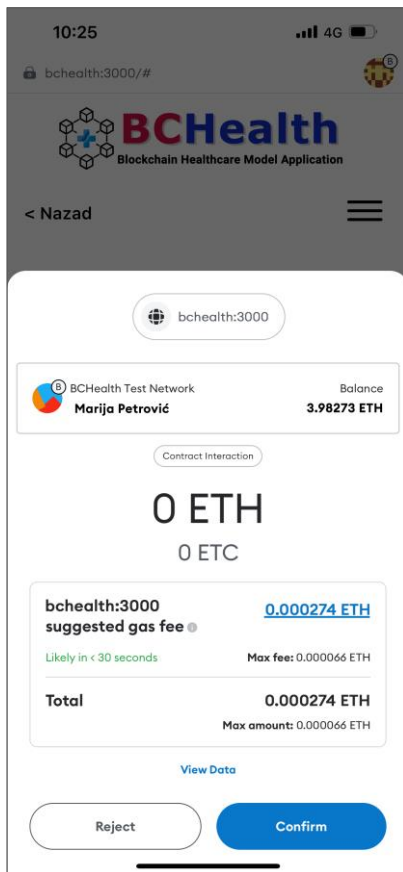 10:25
4G
bchealth:3000/#
B
BCHealth
Blockchain Healthcare Model Application
< Nazad
bchealth:3000
B
BCHealth Test Network
Balance
Marija Petrović
3.98273 ETH
Contract Interaction
0 ETH
0 ETC
bchealth:3000
suggested gas fee
0.000274 ETH
Likely in < 30 seconds
Max fee: 0.000066 ETH
Total
0.000274 ETH
Max amount: 0.000066 ETH
View Data
Reject
Confirm